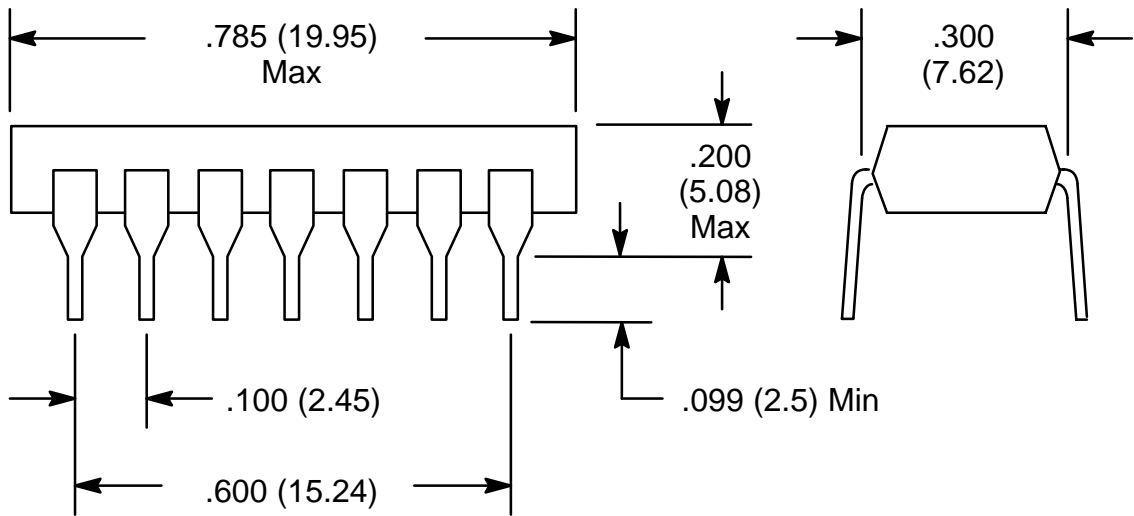 .785 (19.95)
Max
.300
(7.62)
.200
(5.08)
Max
.100 (2.45)
.099 (2.5) Min
.600 (15.24)